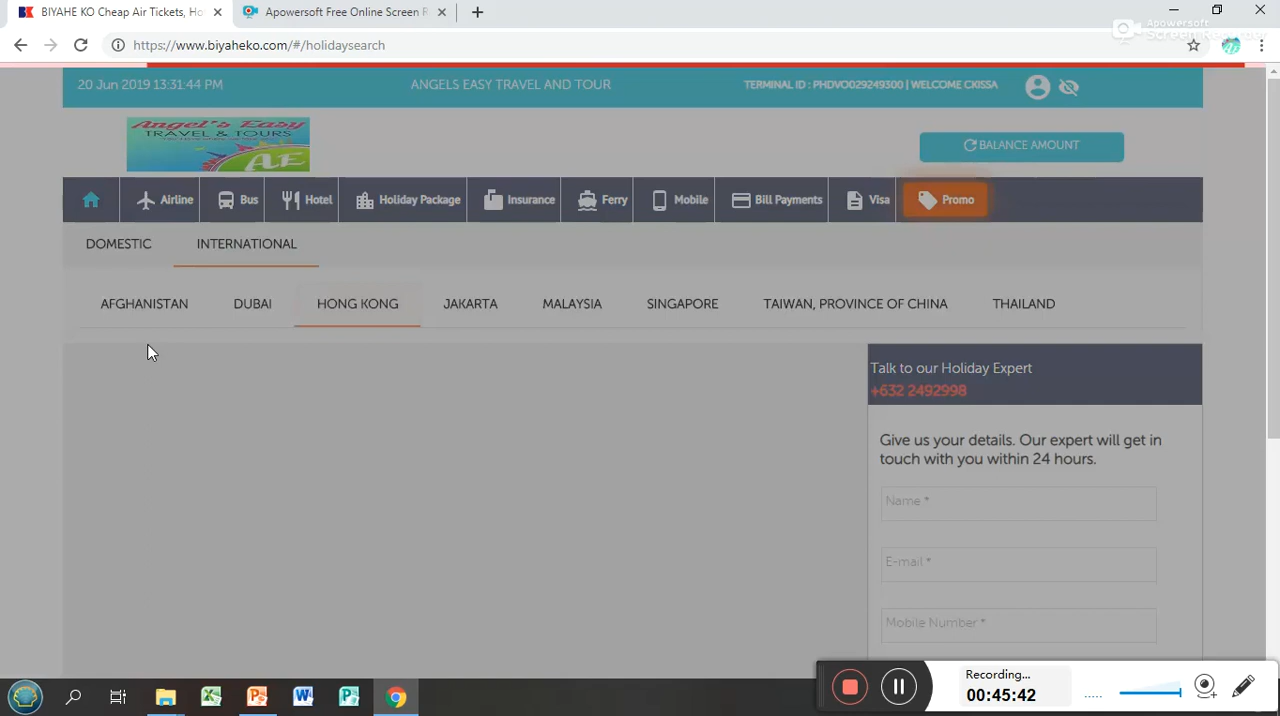 BIYAHE KO Cheap Air Tickets, Ho
Apowersoft Free Online Screen R
Apowersoft
Screen Recorder
https://www.biyaheko.com/#/holidaysearch
20 Jun 2019 13:31:44 PM
ANGELS EASY TRAVEL AND TOUR
TERMINAL ID : PHDVO029249300 | WELCOME CKISSA
Angel's Easy
TRAVEL & TOURS
AE
BALANCE AMOUNT
Airline
Bus
Hotel
Holiday Package
Insurance
Ferry
Mobile
Bill Payments
Visa
Promo
DOMESTIC
INTERNATIONAL
AFGHANISTAN
DUBAI
HONG KONG
JAKARTA
MALAYSIA
SINGAPORE
TAIWAN, PROVINCE OF CHINA
THAILAND
Talk to our Holiday Expert
+632 2492998
Give us your details. Our expert will get in
touch with you within 24 hours.
Name *
E-mail *
Mobile Number *
Recording...
00:45:42